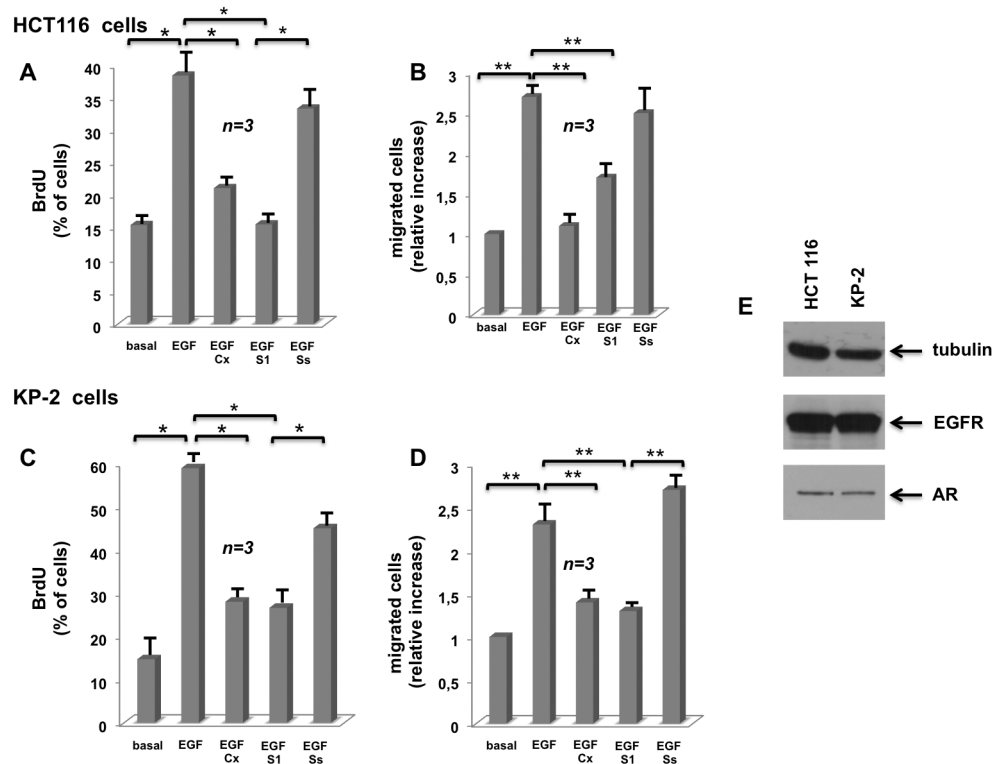 HCT116 cells
A
* * * *
BrdU
(% of cells)
40
35
30
25
20
15
10
5
0
n=3
basal EGF EGF EGF EGF
Cx S1 Ss
B
** ** **
migrated cells
(relative increase)
3
2,5
2
1,5
1
0,5
0
n=3
basal EGF EGF EGF EGF
Cx S1 Ss
KP-2 cells
C
* * * *
BrdU
(% of cells)
60
50
40
30
20
10
0
n=3
basal EGF EGF EGF EGF
Cx S1 Ss
D
** ** ** **
migrated cells
(relative increase)
3
2,5
2
1,5
1
0,5
0
n=3
basal EGF EGF EGF EGF
Cx S1 Ss
E
HCT 116
KP-2
tubulin
EGFR
AR